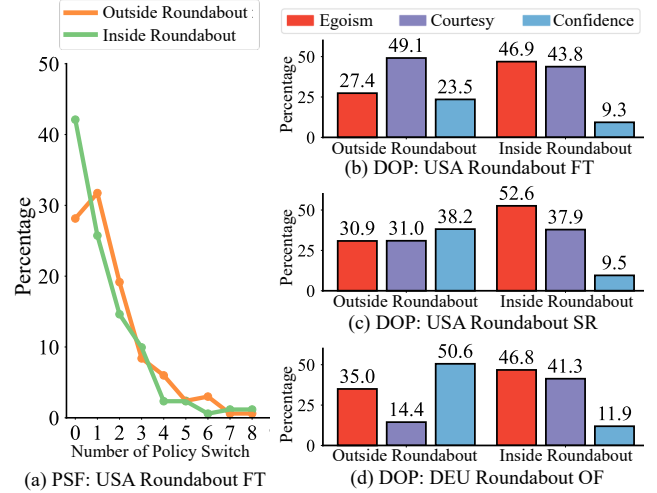 Outside Roundabout
Inside Roundabout
50
40
30
20
10
0
Percentage
0 1 2 3 4 5 6 7 8
Number of Policy Switch
(a) PSF: USA Roundabout FT
Egoism Courtesy Confidence
Percentage
50
25
0
27.4 49.1 23.5 46.9 43.8 9.3
Outside Roundabout Inside Roundabout
(b) DOP: USA Roundabout FT
Percentage
50
25
0
30.9 31.0 38.2 52.6 37.9 9.5
Outside Roundabout Inside Roundabout
(c) DOP: USA Roundabout SR
Percentage
50
25
0
35.0 14.4 50.6 46.8 41.3 11.9
Outside Roundabout Inside Roundabout
(d) DOP: DEU Roundabout OF